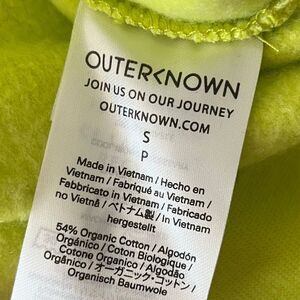 OUTERKNOWN
JOIN US ON OUR JOURNEY
OUTERKNOWN.COM
S
P
Made in Vietnam / Hecho en
Vietnam / Fabriqué au Vietnam /
Fabbricato in Vietnam / Fabricado
no Vietnã / ベトナム製 / In Vietnam
hergestellt
54% Organic Cotton / Algodón
Orgánico / Coton Biologique /
Cotone Organico / Algodão
Orgânico / オーガニック・コットン /
Organisch Baumwole